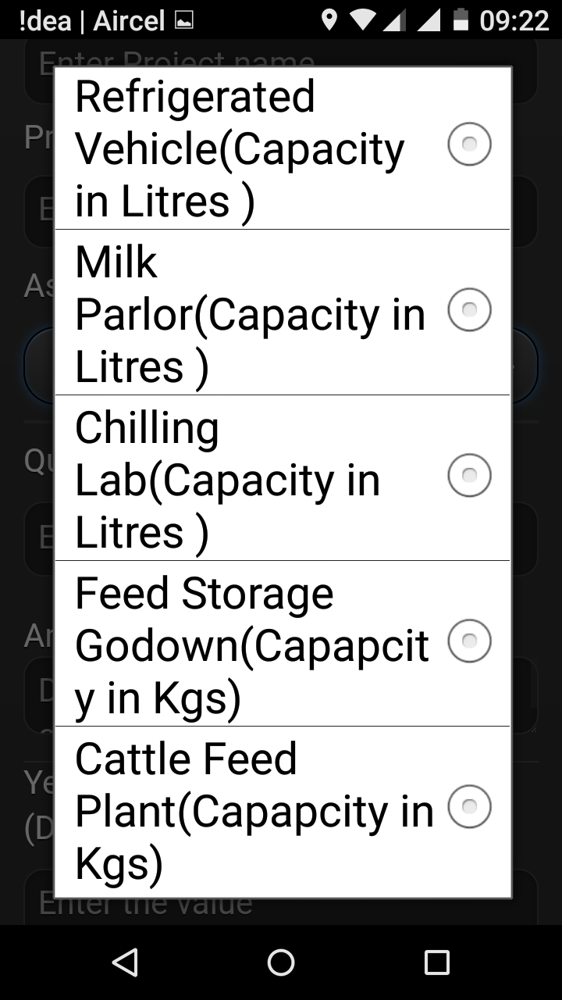 !dea | Aircel 09:22
Enter Project name
Pr
E
As
Refrigerated
Vehicle(Capacity
in Litres )
Milk
Parlor(Capacity in
Litres )
Chilling
Lab(Capacity in
Litres )
Qu
E
Feed Storage
Godown(Capapcit
y in Kgs)
Cattle Feed
Plant(Capapcity in
Kgs)
Ye
(D
Enter the value